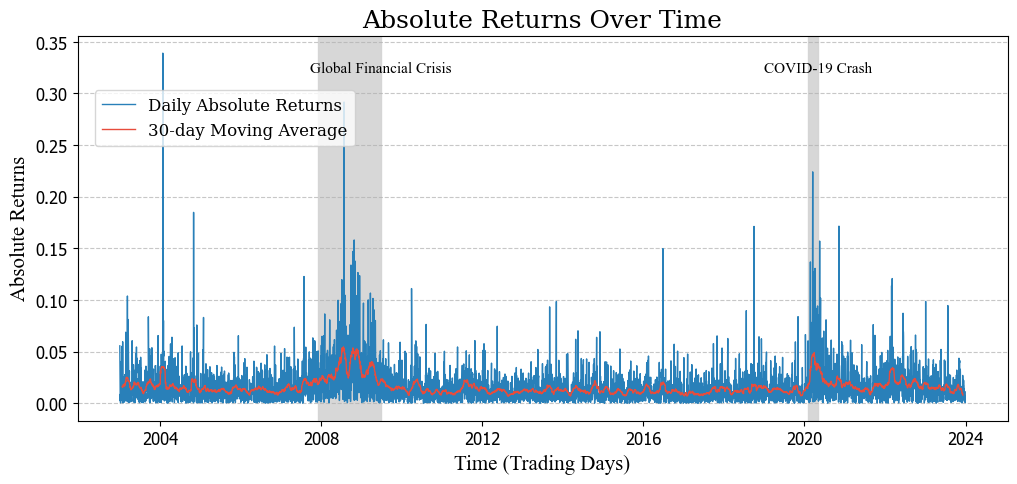 Absolute Returns Over Time
Absolute Returns
0.35
0.30
0.25
0.20
0.15
0.10
0.05
0.00
Global Financial Crisis
COVID-19 Crash
Daily Absolute Returns
30-day Moving Average
2004
2008
2012
2016
2020
2024
Time (Trading Days)